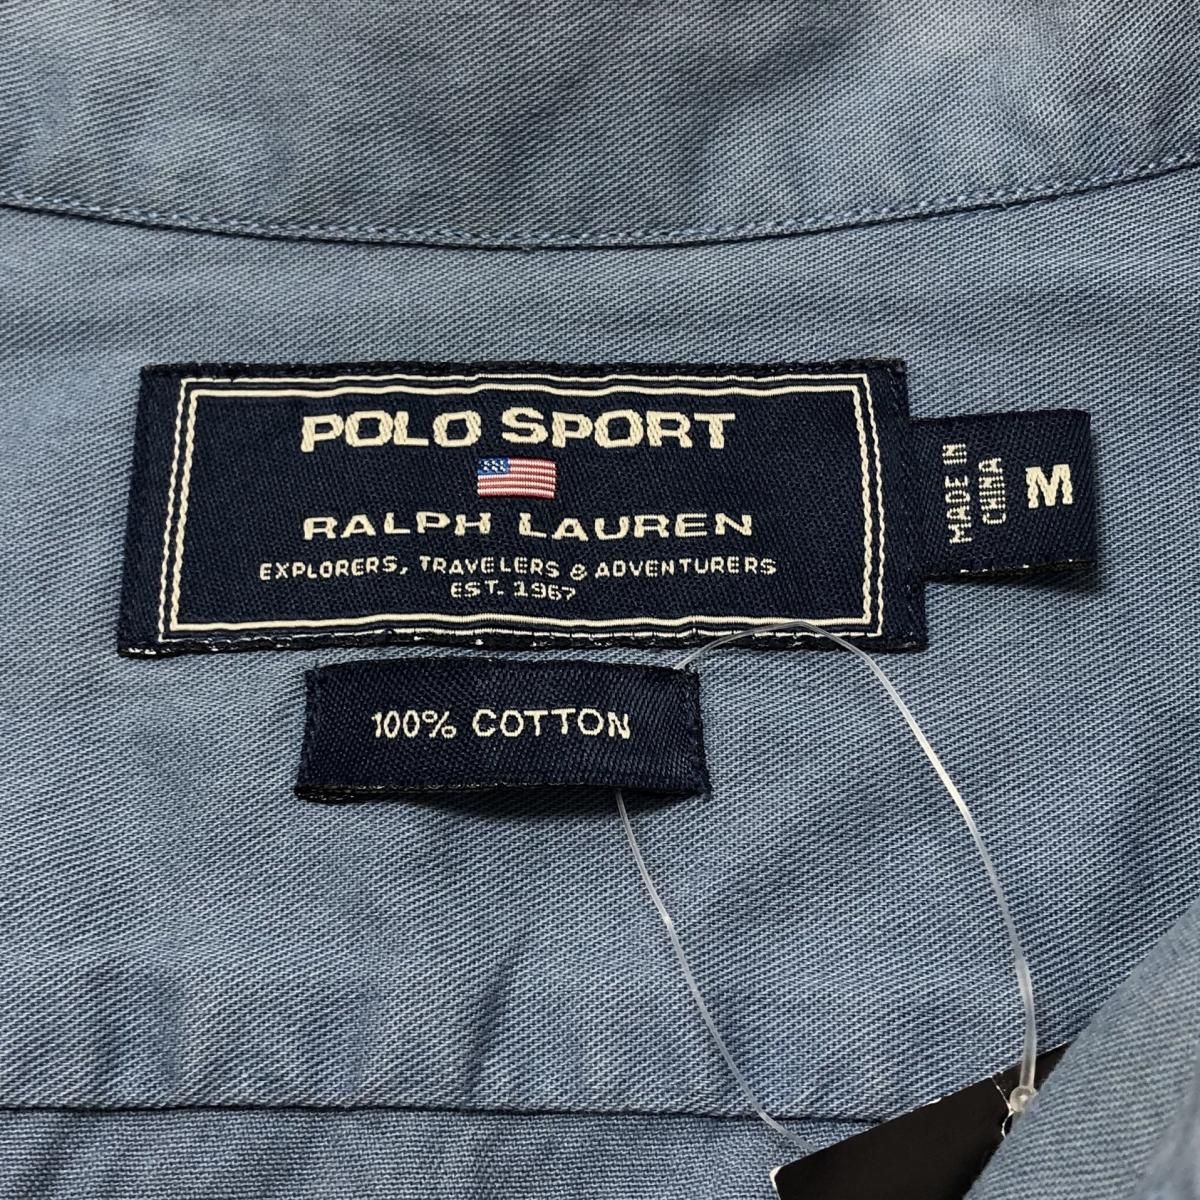 POLO SPORT
RALPH LAUREN
EXPLORERS, TRAVELERS & ADVENTURERS
EST. 1967
MADE IN
CHINA
M
100% COTTON